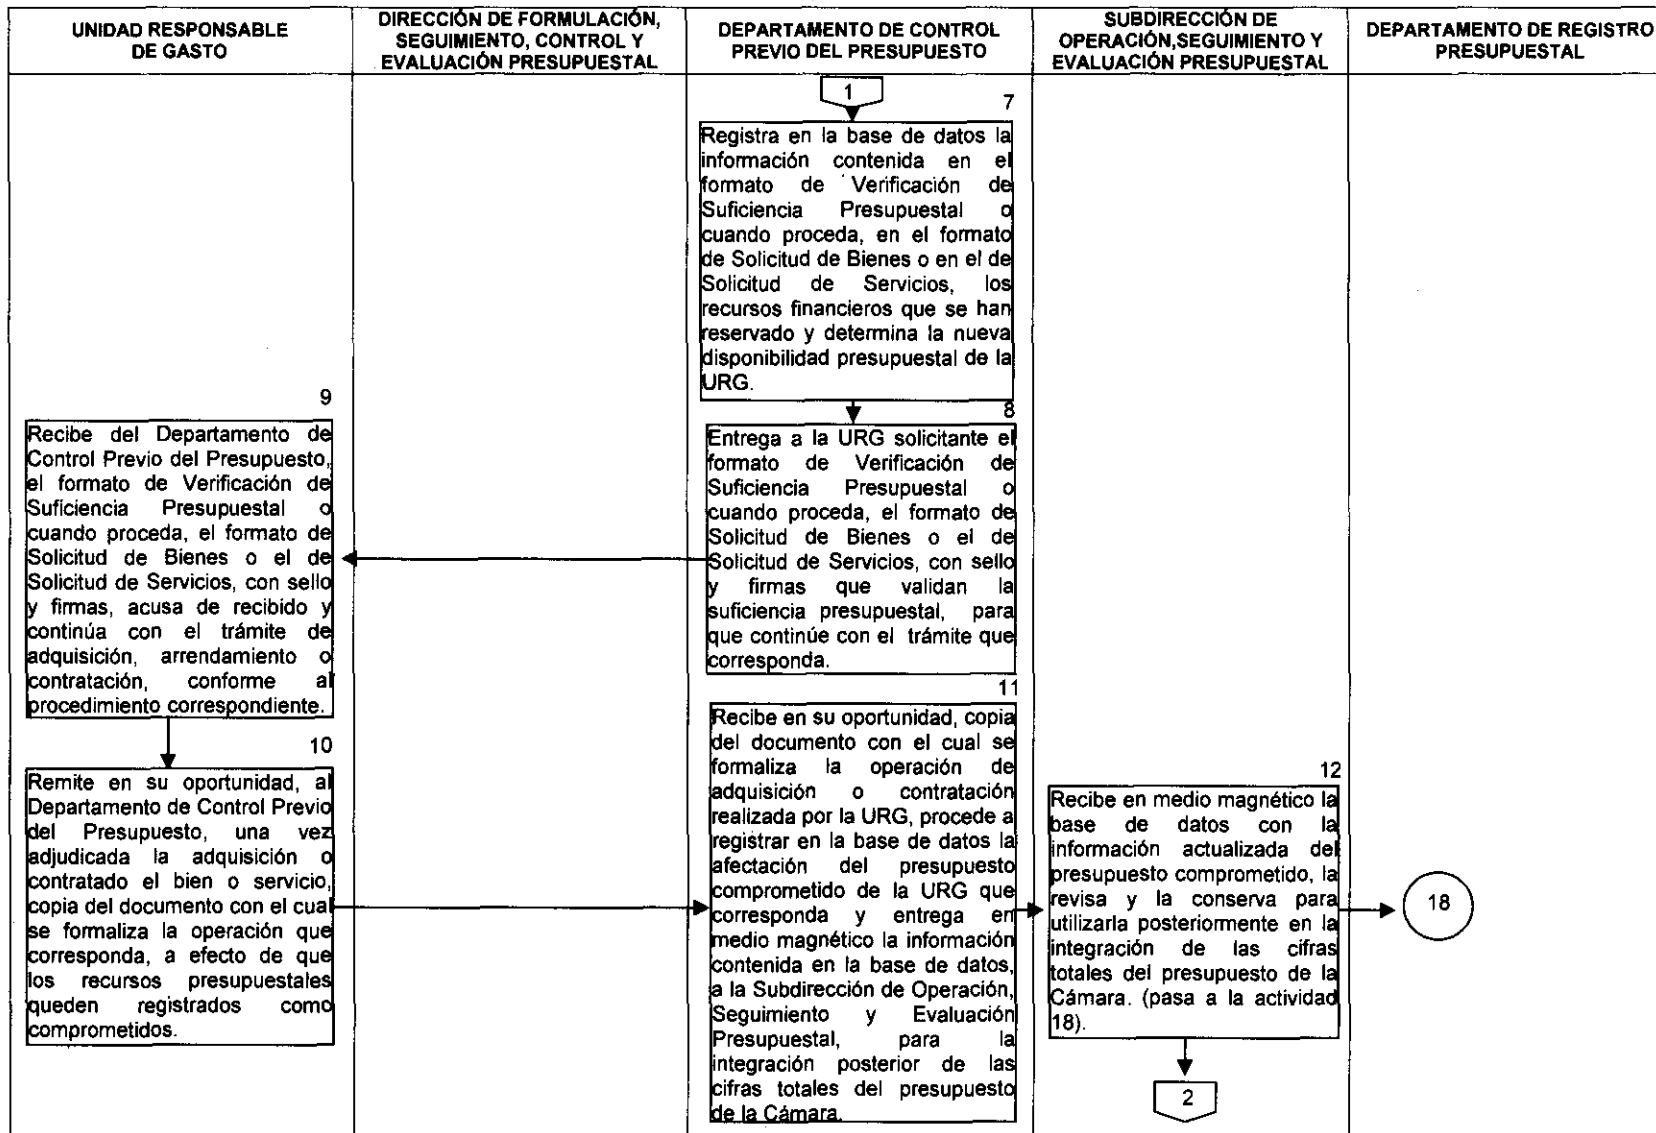 UNIDAD RESPONSABLE
DE GASTO
DIRECCIÓN DE FORMULACIÓN,
SEGUIMIENTO, CONTROL Y
EVALUACIÓN PRESUPUESTAL
DEPARTAMENTO DE CONTROL
PREVIO DEL PRESUPUESTO
SUBDIRECCIÓN DE
OPERACIÓN,SEGUIMIENTO Y
EVALUACIÓN PRESUPUESTAL
DEPARTAMENTO DE REGISTRO
PRESUPUESTAL
1
7
Registra en la base de datos la
información contenida en el
formato de Verificación de
Suficiencia Presupuestal o
cuando proceda, en el formato
de Solicitud de Bienes o en el de
Solicitud de Servicios, los
recursos financieros que se han
reservado y determina la nueva
disponibilidad presupuestal de la
URG.
8
Entrega a la URG solicitante el
formato de Verificación de
Suficiencia Presupuestal o
cuando proceda, el formato de
Solicitud de Bienes o el de
Solicitud de Servicios, con sello
y firmas que validan la
suficiencia presupuestal, para
que continúe con el trámite que
corresponda.
9
Recibe del Departamento de
Control Previo del Presupuesto,
el formato de Verificación de
Suficiencia Presupuestal o
cuando proceda, el formato de
Solicitud de Bienes o el de
Solicitud de Servicios, con sello
y firmas, acusa de recibido y
continúa con el trámite de
adquisición, arrendamiento o
contratación, conforme al
procedimiento correspondiente.
10
Remite en su oportunidad, al
Departamento de Control Previo
del Presupuesto, una vez
adjudicada la adquisición o
contratado el bien o servicio,
copia del documento con el cual
se formaliza la operación que
corresponda, a efecto de que
los recursos presupuestales
queden registrados como
comprometidos.
11
Recibe en su oportunidad, copia
del documento con el cual se
formaliza la operación de
adquisición o contratación
realizada por la URG, procede a
registrar en la base de datos la
afectación del presupuesto
comprometido de la URG que
corresponda y entrega en
medio magnético la información
contenida en la base de datos,
a la Subdirección de Operación,
Seguimiento y Evaluación
Presupuestal, para la
integración posterior de las
cifras totales del presupuesto
de la Cámara.
12
Recibe en medio magnético la
base de datos con la
información actualizada del
presupuesto comprometido, la
revisa y la conserva para
utilizarla posteriormente en la
integración de las cifras
totales del presupuesto de la
Cámara. (pasa a la actividad
18).
18
2